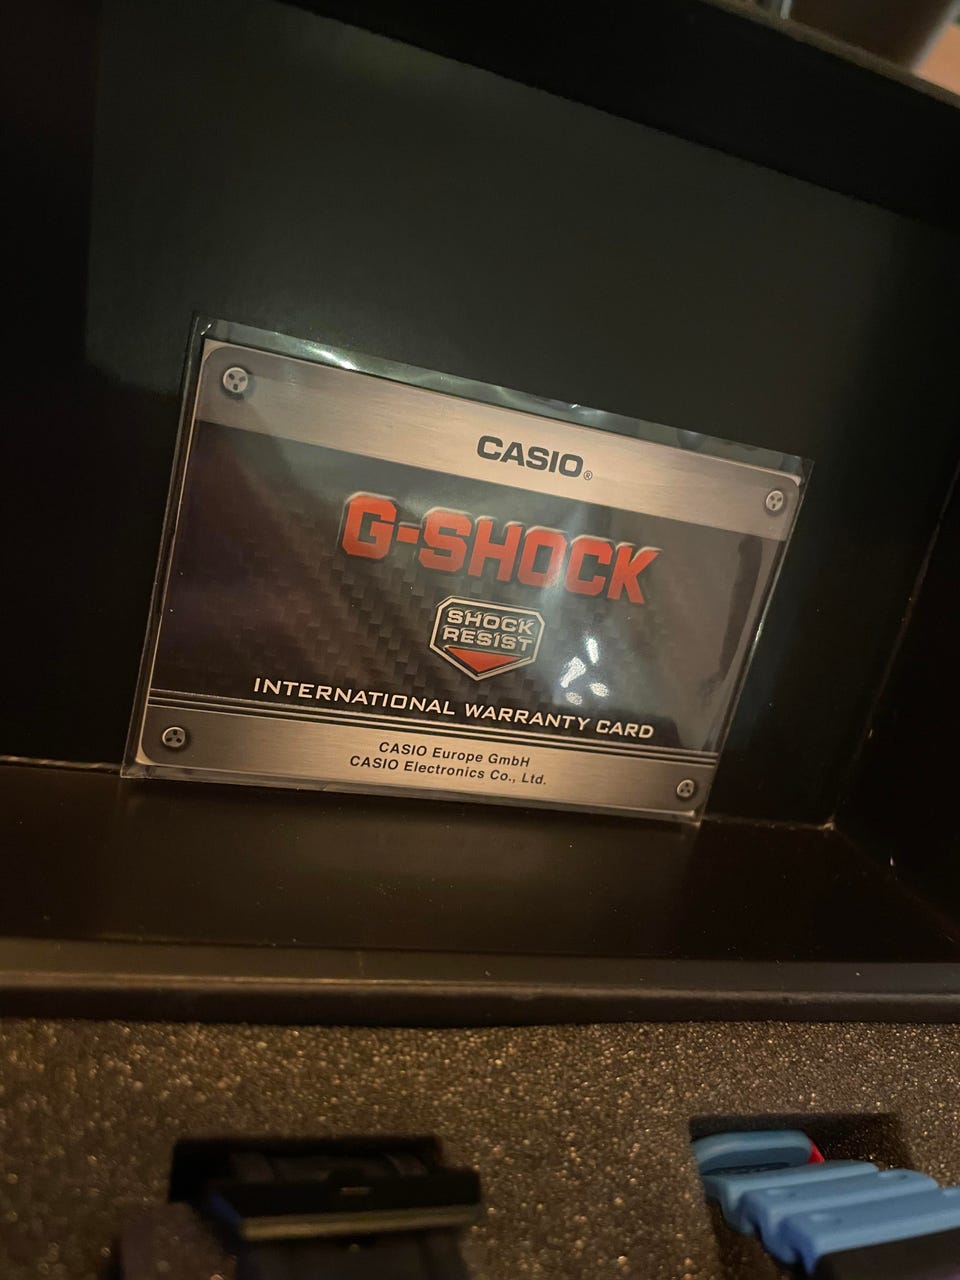 CASIO®
G-SHOCK
SHOCK
RESIST
INTERNATIONAL WARRANTY CARD
CASIO Europe GmbH
CASIO Electronics Co., Ltd.